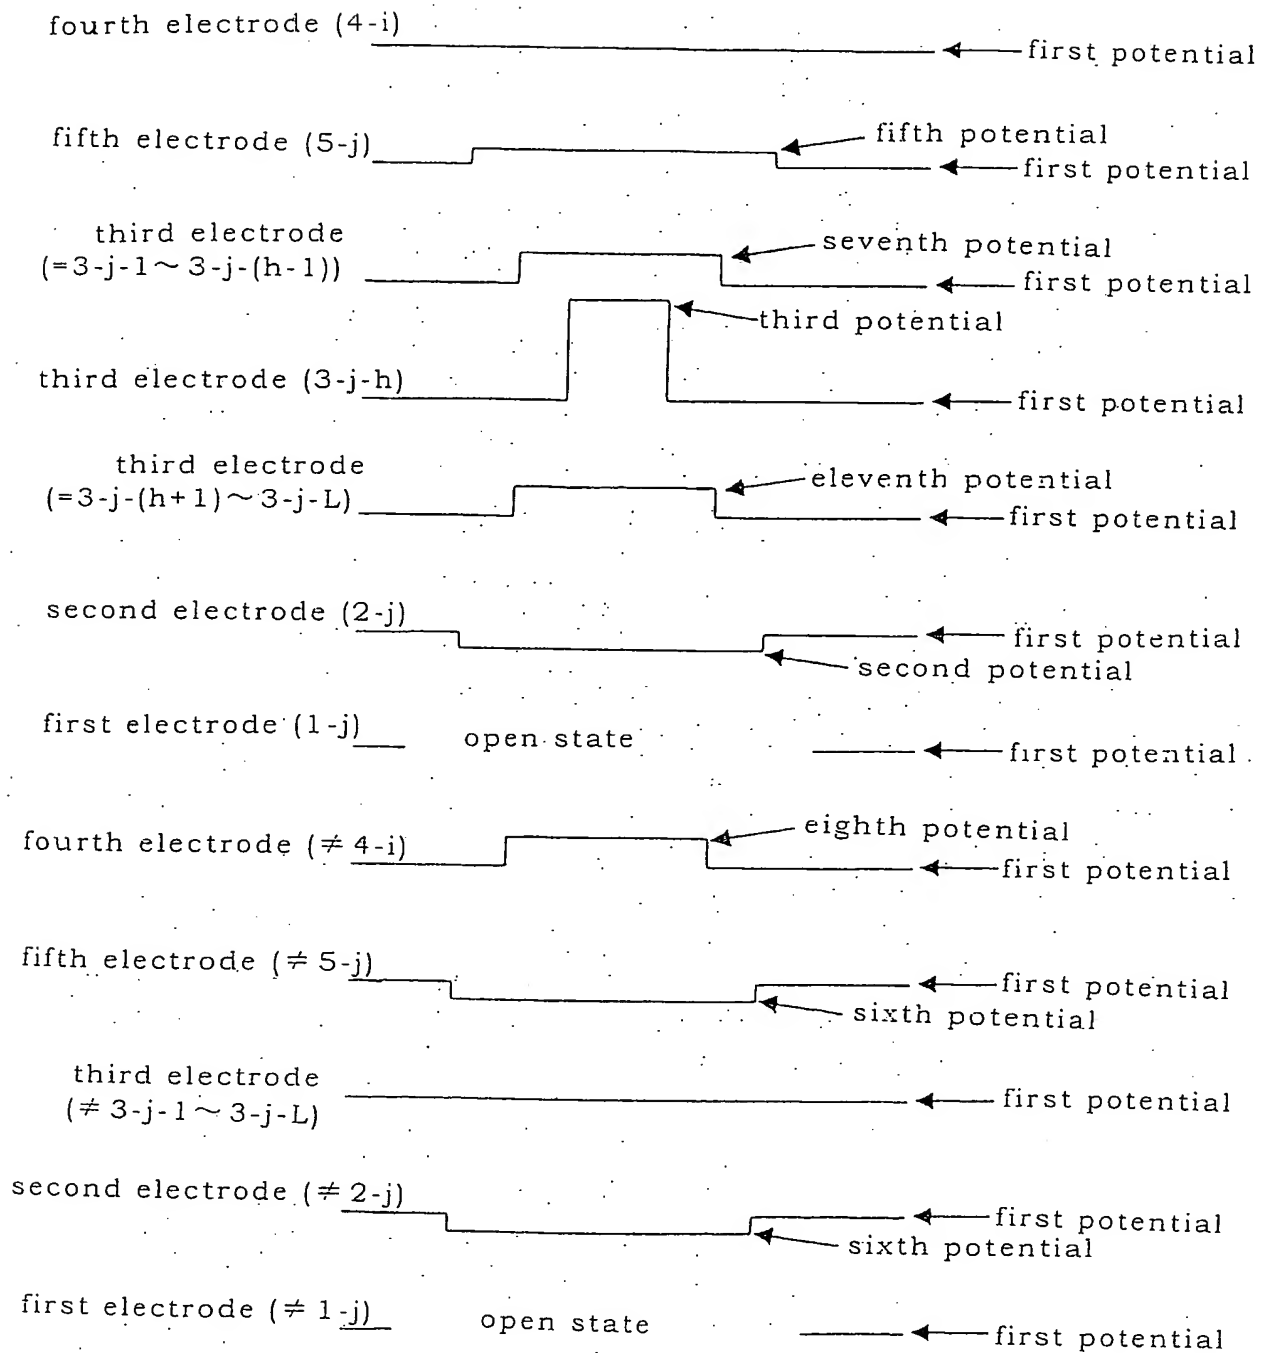 fourth electrode (4-i)
first potential
fifth electrode (5-j)
fifth potential
first potential
third electrode
(=3-j-1~3-j-(h-1))
seventh potential
first potential
third potential
third electrode (3-j-h)
first potential
third electrode
(=3-j-(h+1)~3-j-L)
eleventh potential
first potential
second electrode (2-j)
first potential
second potential
first electrode (1-j)
open state
first potential
fourth electrode (≠4-i)
eighth potential
first potential
fifth electrode (≠5-j)
first potential
sixth potential
third electrode
(≠3-j-1~3-j-L)
first potential
second electrode (≠2-j)
first potential
sixth potential
first electrode (≠1-j)
open state
first potential